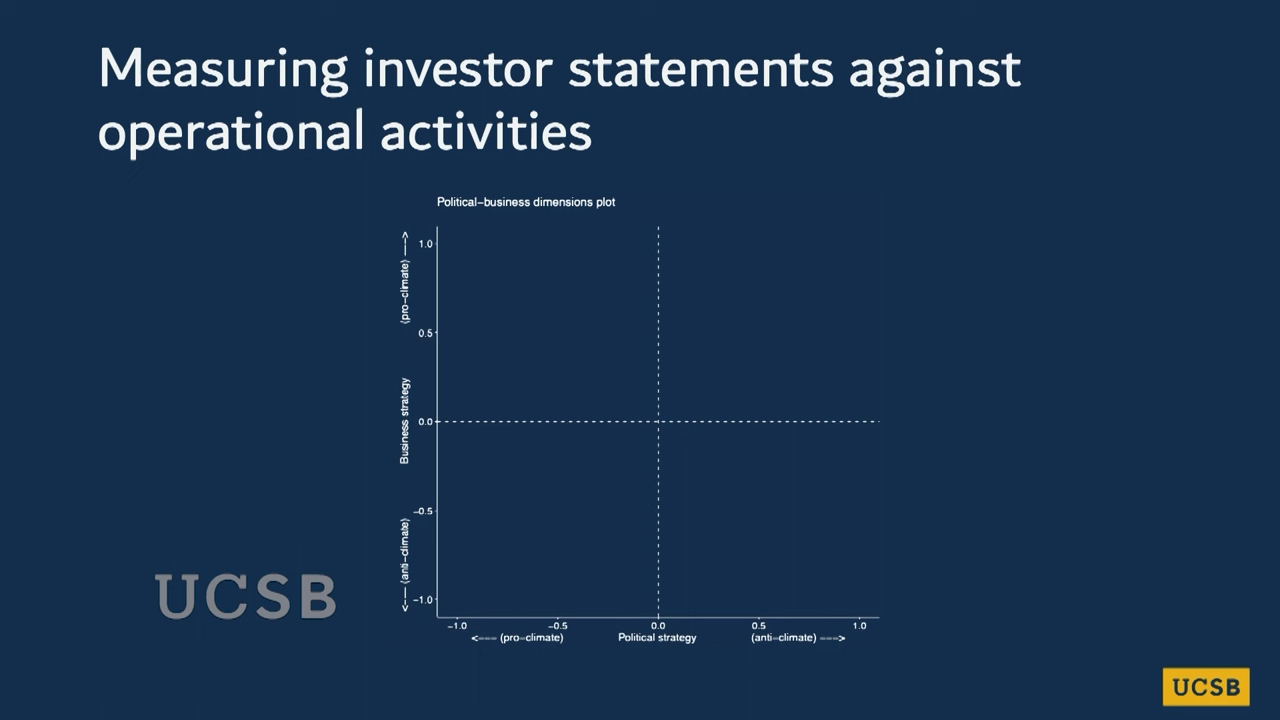 Measuring investor statements against
operational activities
Political-business dimensions plot
<--- (anti-climate) Business strategy (pro-climate) --->
1.0
0.5
0.0
-0.5
-1.0
-1.0 -0.5 0.0 0.5 1.0
<--- (pro-climate) Political strategy (anti-climate) --->
UCSB
UCSB